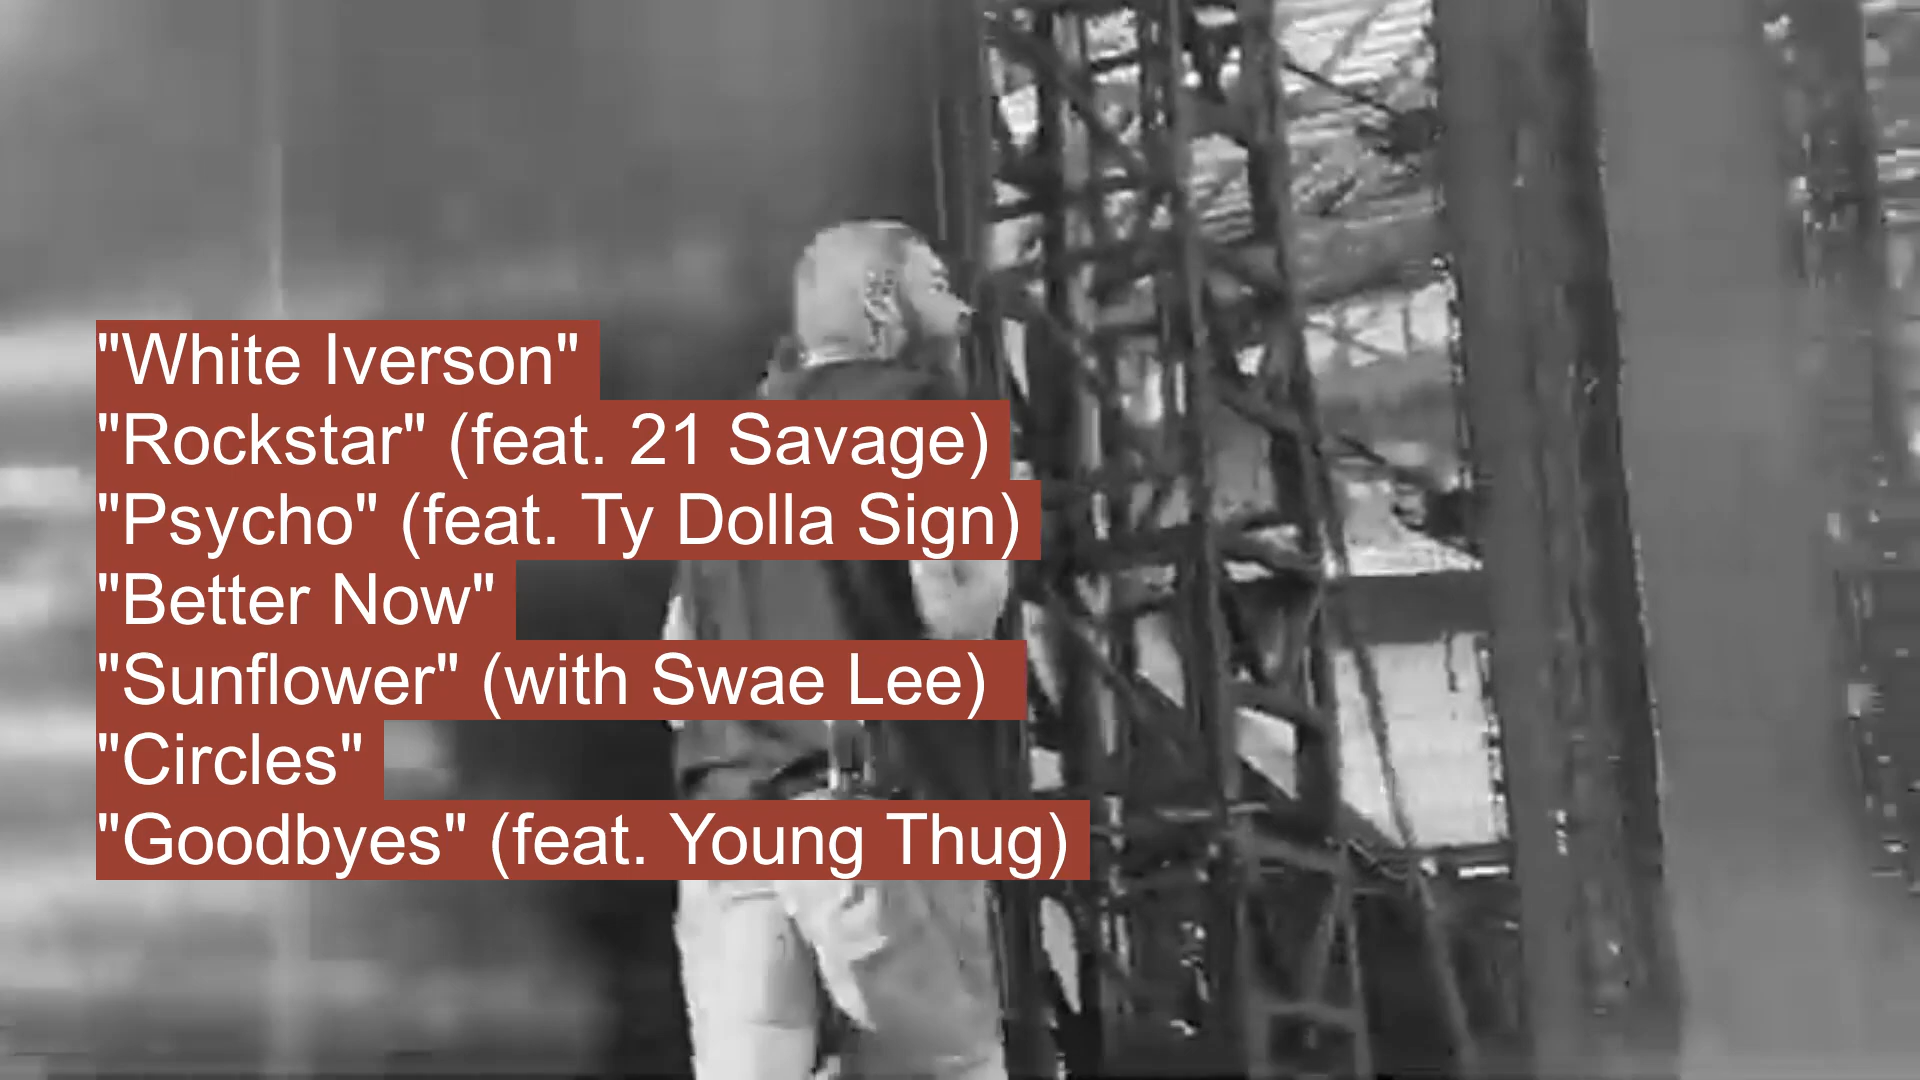 "White Iverson"
"Rockstar" (feat. 21 Savage)
"Psycho" (feat. Ty Dolla Sign)
"Better Now"
"Sunflower" (with Swae Lee)
"Circles"
"Goodbyes" (feat. Young Thug)